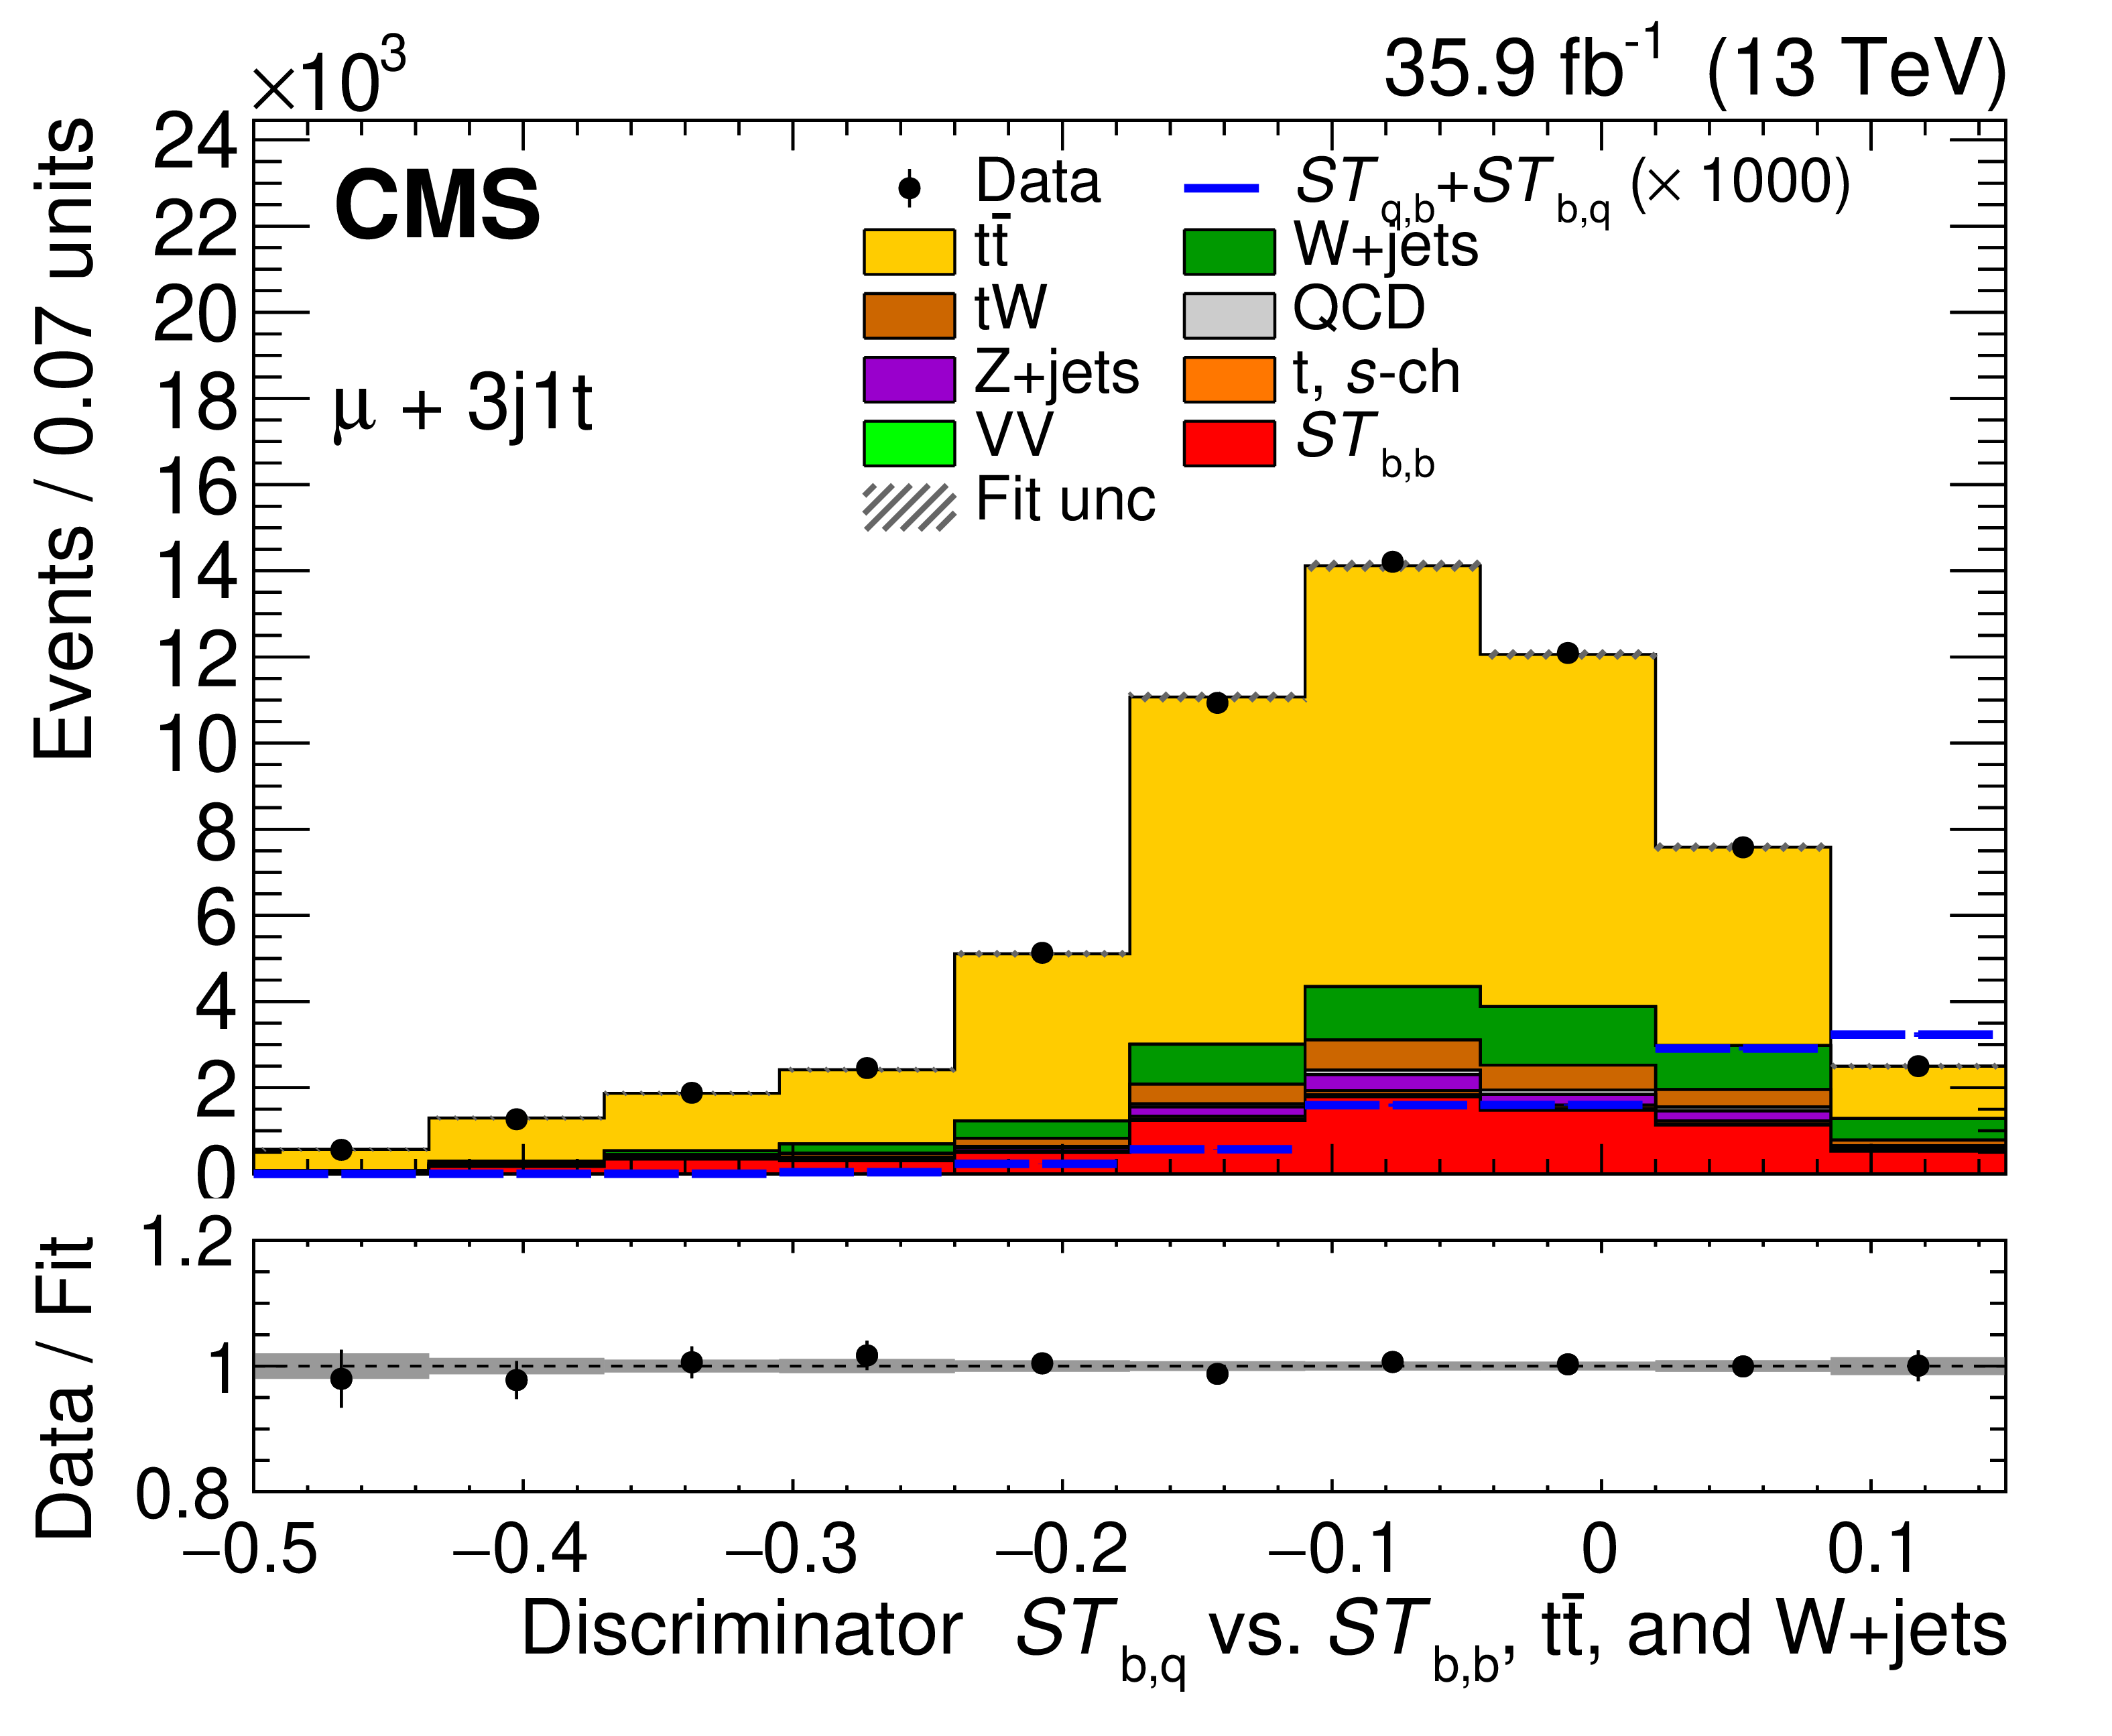 ×10³
35.9 fb⁻¹ (13 TeV)
CMS
μ + 3j1t
Data
ST_q,b+ST_b,q (× 1000)
tt̄
W+jets
tW
QCD
Z+jets
t, s-ch
VV
ST_b,b
Fit unc
Events / 0.07 units
24
22
20
18
16
14
12
10
8
6
4
2
0
Data / Fit
1.2
1
0.8
−0.5 −0.4 −0.3 −0.2 −0.1 0 0.1
Discriminator ST_b,q vs. ST_b,b, tt̄, and W+jets